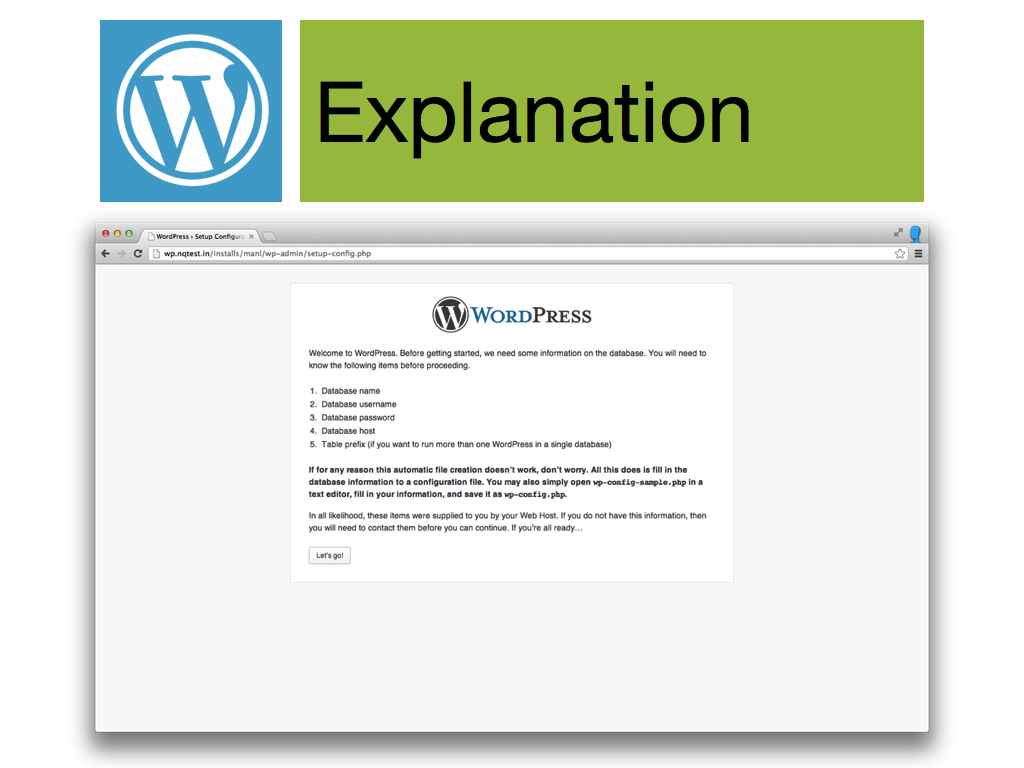 Explanation
WordPress › Setup Configura
wp.nqtest.in/installs/manl/wp-admin/setup-config.php
WORDPRESS
Welcome to WordPress. Before getting started, we need some information on the database. You will need to
know the following items before proceeding.
1. Database name
2. Database username
3. Database password
4. Database host
5. Table prefix (if you want to run more than one WordPress in a single database)
If for any reason this automatic file creation doesn't work, don't worry. All this does is fill in the
database information to a configuration file. You may also simply open wp-config-sample.php in a
text editor, fill in your information, and save it as wp-config.php.
In all likelihood, these items were supplied to you by your Web Host. If you do not have this information, then
you will need to contact them before you can continue. If you're all ready…
Let's go!